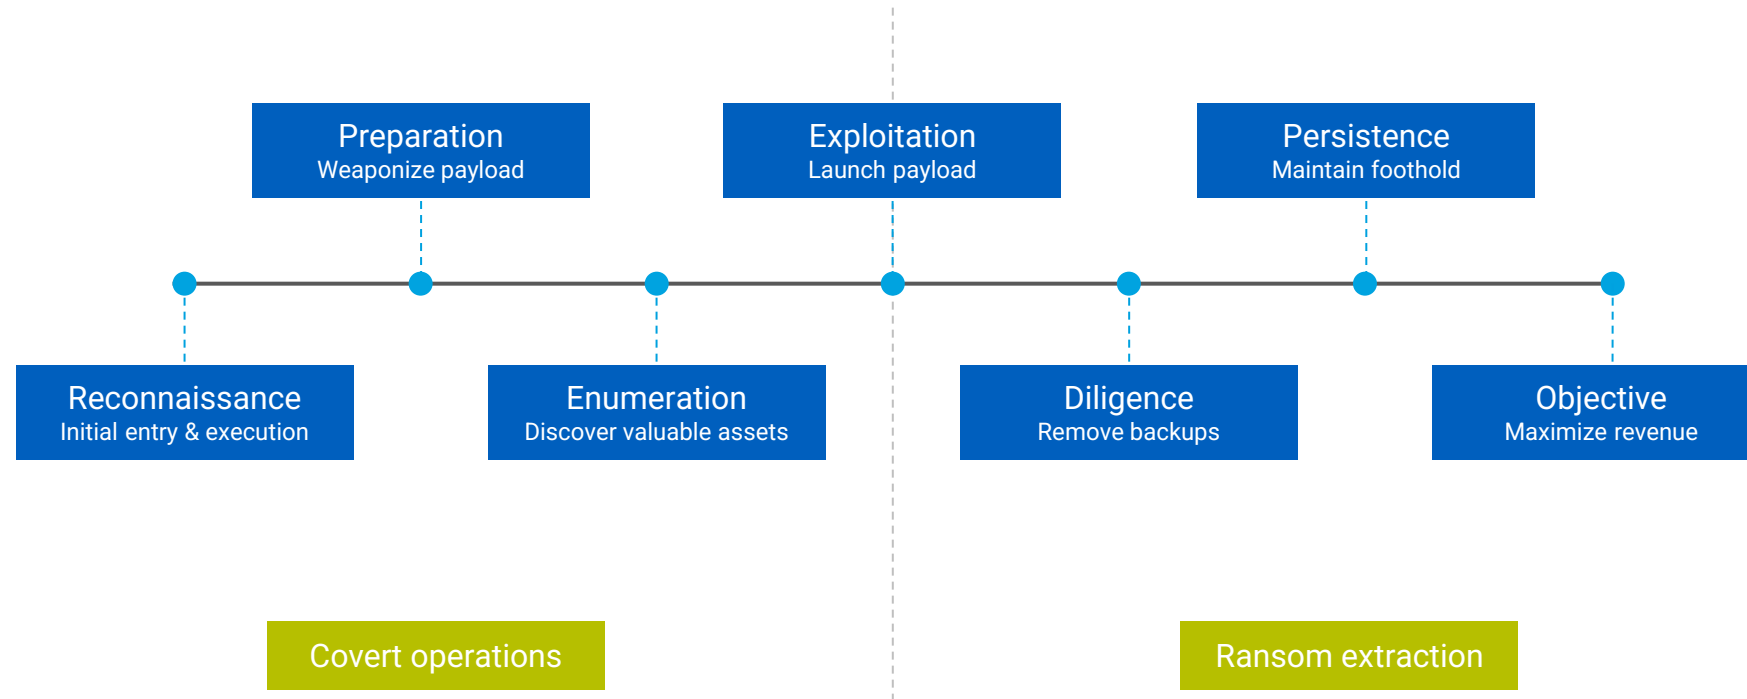 Preparation
Weaponize payload
Exploitation
Launch payload
Persistence
Maintain foothold
Reconnaissance
Initial entry & execution
Enumeration
Discover valuable assets
Diligence
Remove backups
Objective
Maximize revenue
Covert operations
Ransom extraction